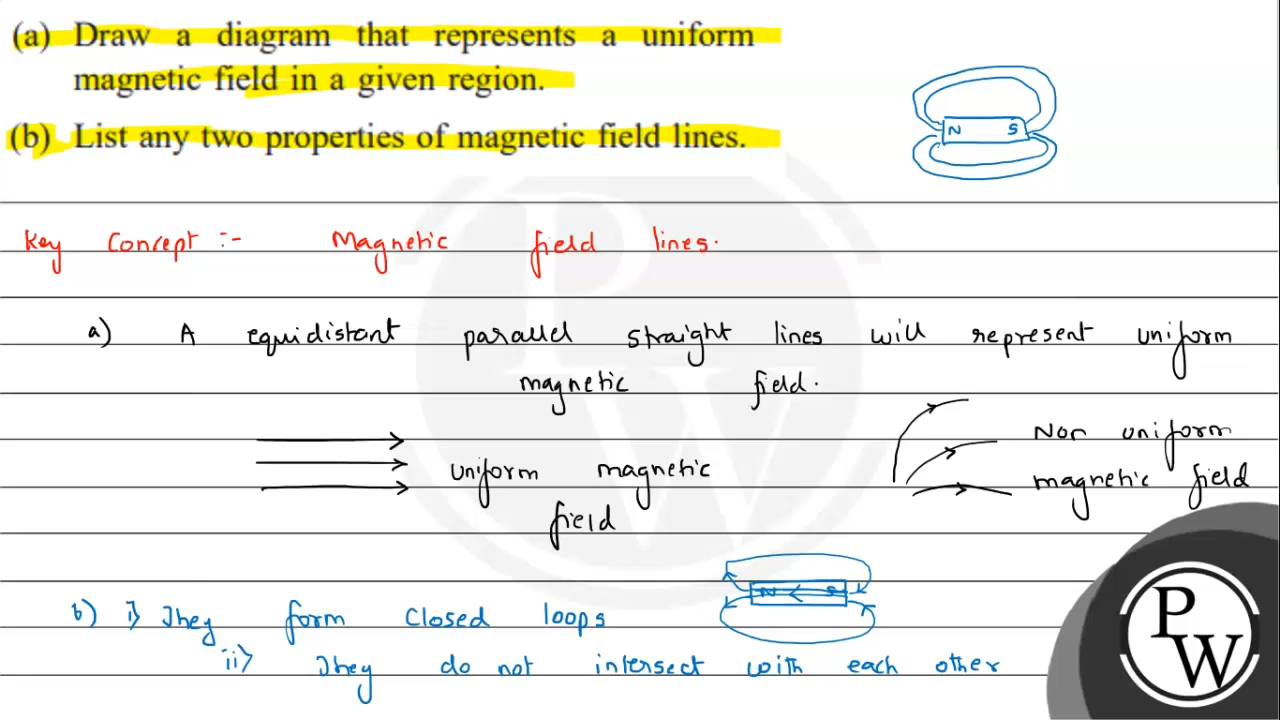 (a) Draw a diagram that represents a uniform
magnetic field in a given region.
(b) List any two properties of magnetic field lines.
N S
Key Concept :- Magnetic field lines.
a) A equidistant parallel straight lines will represent uniform
magnetic field.
Non uniform
uniform magnetic
magnetic field
field
N S
b) i) They form closed loops
ii) They do not intersect with each other
P
W
P
W